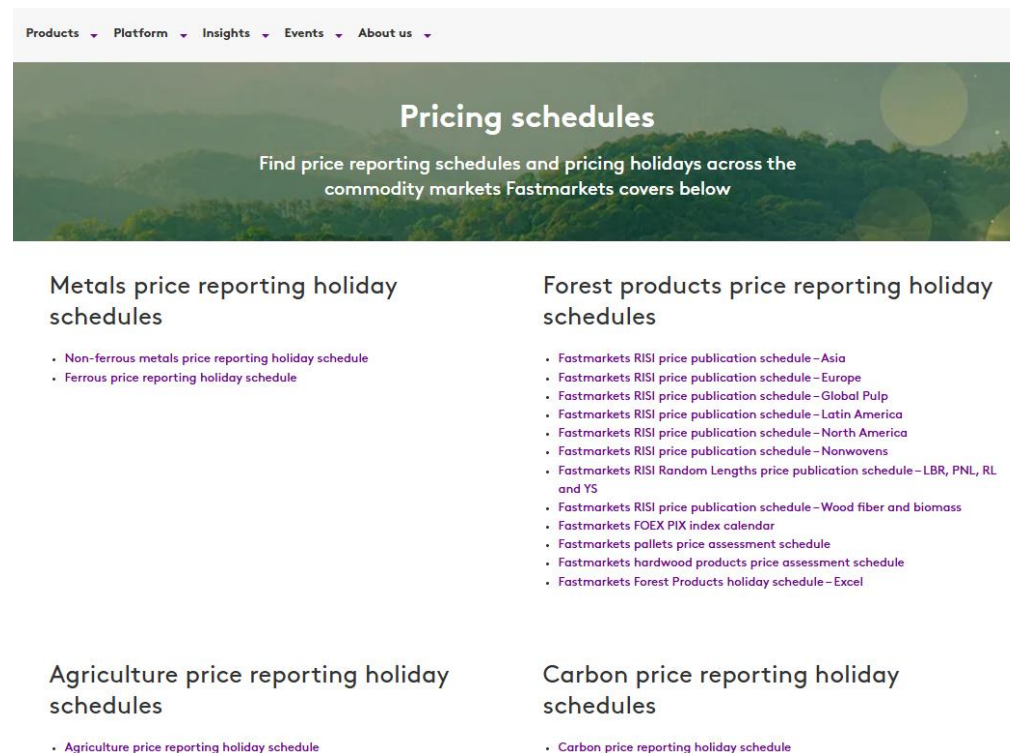 Products Platform Insights Events About us
Pricing schedules
Find price reporting schedules and pricing holidays across the
commodity markets Fastmarkets covers below
Metals price reporting holiday
schedules
• Non-ferrous metals price reporting holiday schedule
• Ferrous price reporting holiday schedule
Forest products price reporting holiday
schedules
• Fastmarkets RISI price publication schedule – Asia
• Fastmarkets RISI price publication schedule – Europe
• Fastmarkets RISI price publication schedule – Global Pulp
• Fastmarkets RISI price publication schedule – Latin America
• Fastmarkets RISI price publication schedule – North America
• Fastmarkets RISI price publication schedule – Nonwovens
• Fastmarkets RISI Random Lengths price publication schedule – LBR, PNL, RL
and YS
• Fastmarkets RISI price publication schedule – Wood fiber and biomass
• Fastmarkets FOEX PIX index calendar
• Fastmarkets pallets price assessment schedule
• Fastmarkets hardwood products price assessment schedule
• Fastmarkets Forest Products holiday schedule – Excel
Agriculture price reporting holiday
schedules
• Agriculture price reporting holiday schedule
Carbon price reporting holiday
schedules
• Carbon price reporting holiday schedule